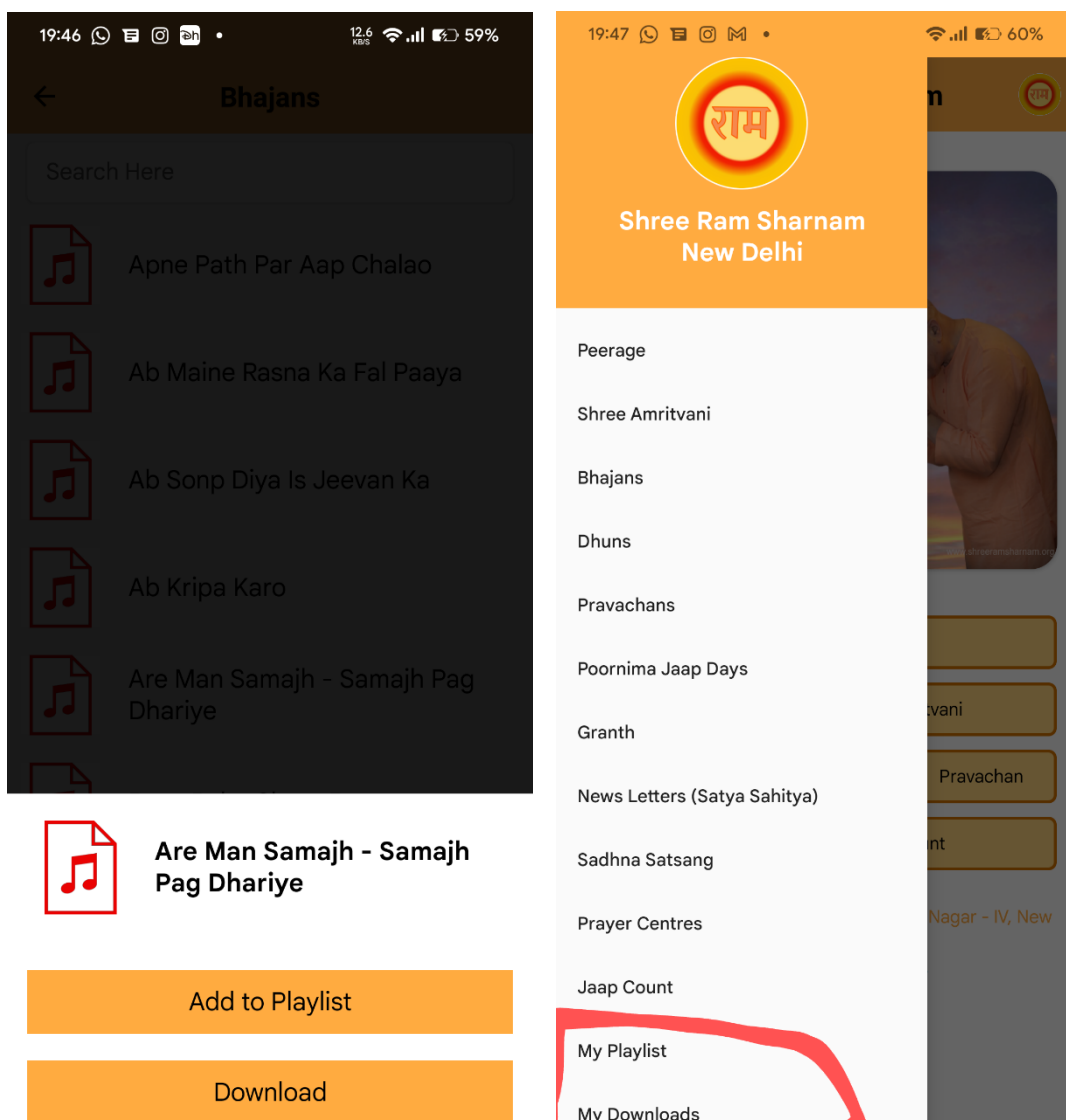 19:46
12.6
KB/S
59%
Bhajans
Search Here
Apne Path Par Aap Chalao
Ab Maine Rasna Ka Fal Paaya
Ab Sonp Diya Is Jeevan Ka
Ab Kripa Karo
Are Man Samajh - Samajh Pag
Dhariye
Are Man Samajh - Samajh
Pag Dhariye
Add to Playlist
Download
19:47
60%
राम
Shree Ram Sharnam
New Delhi
Peerage
Shree Amritvani
Bhajans
Dhuns
Pravachans
Poornima Jaap Days
Granth
News Letters (Satya Sahitya)
Sadhna Satsang
Prayer Centres
Jaap Count
My Playlist
My Downloads
m
राम
www.shreeramsharnam.org
tvani
Pravachan
unt
Nagar - IV, New